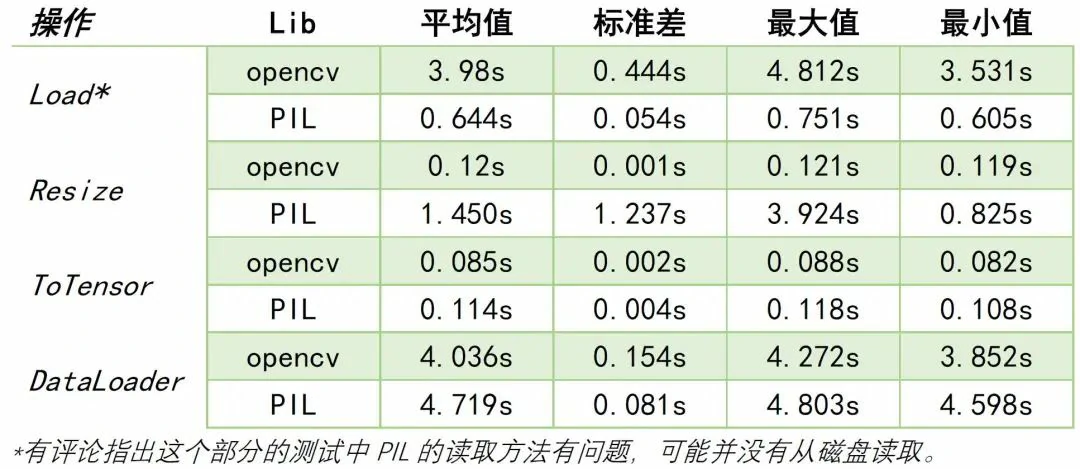 操作 Lib 平均值 标准差 最大值 最小值
Load* opencv 3.98s 0.444s 4.812s 3.531s
PIL 0.644s 0.054s 0.751s 0.605s
Resize opencv 0.12s 0.001s 0.121s 0.119s
PIL 1.450s 1.237s 3.924s 0.825s
ToTensor opencv 0.085s 0.002s 0.088s 0.082s
PIL 0.114s 0.004s 0.118s 0.108s
DataLoader opencv 4.036s 0.154s 4.272s 3.852s
PIL 4.719s 0.081s 4.803s 4.598s
*有评论指出这个部分的测试中PIL的读取方法有问题，可能并没有从磁盘读取。